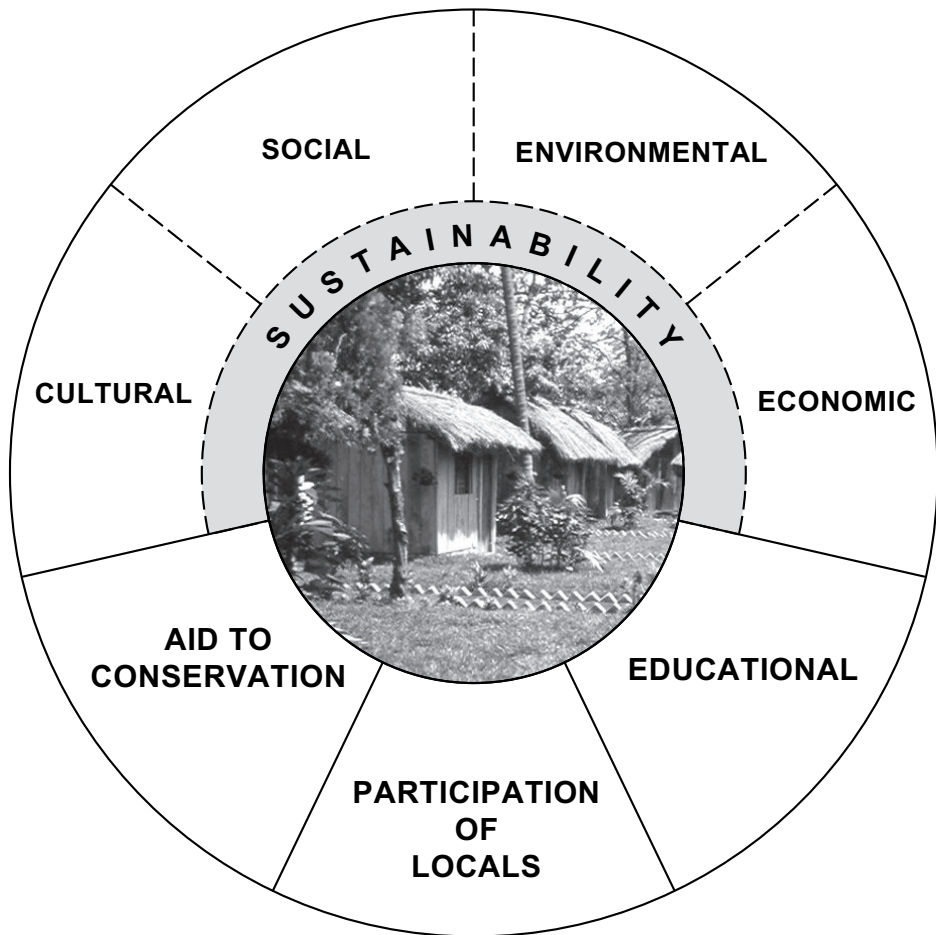 SOCIAL
ENVIRONMENTAL
SUSTAINABILITY
CULTURAL
ECONOMIC
AID TO
CONSERVATION
EDUCATIONAL
PARTICIPATION
OF
LOCALS